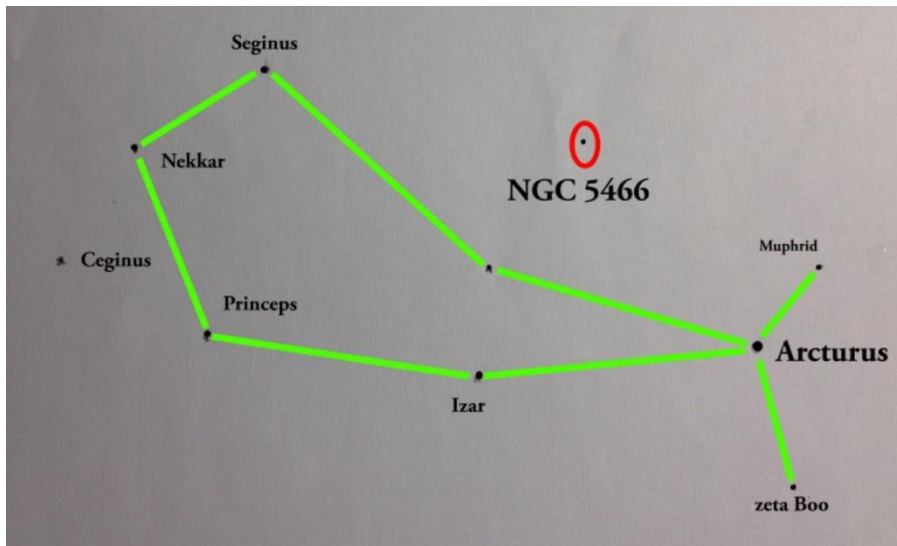 Seginus
Nekkar
NGC 5466
Muphrid
Ceginus
Princeps
Arcturus
Izar
zeta Boo